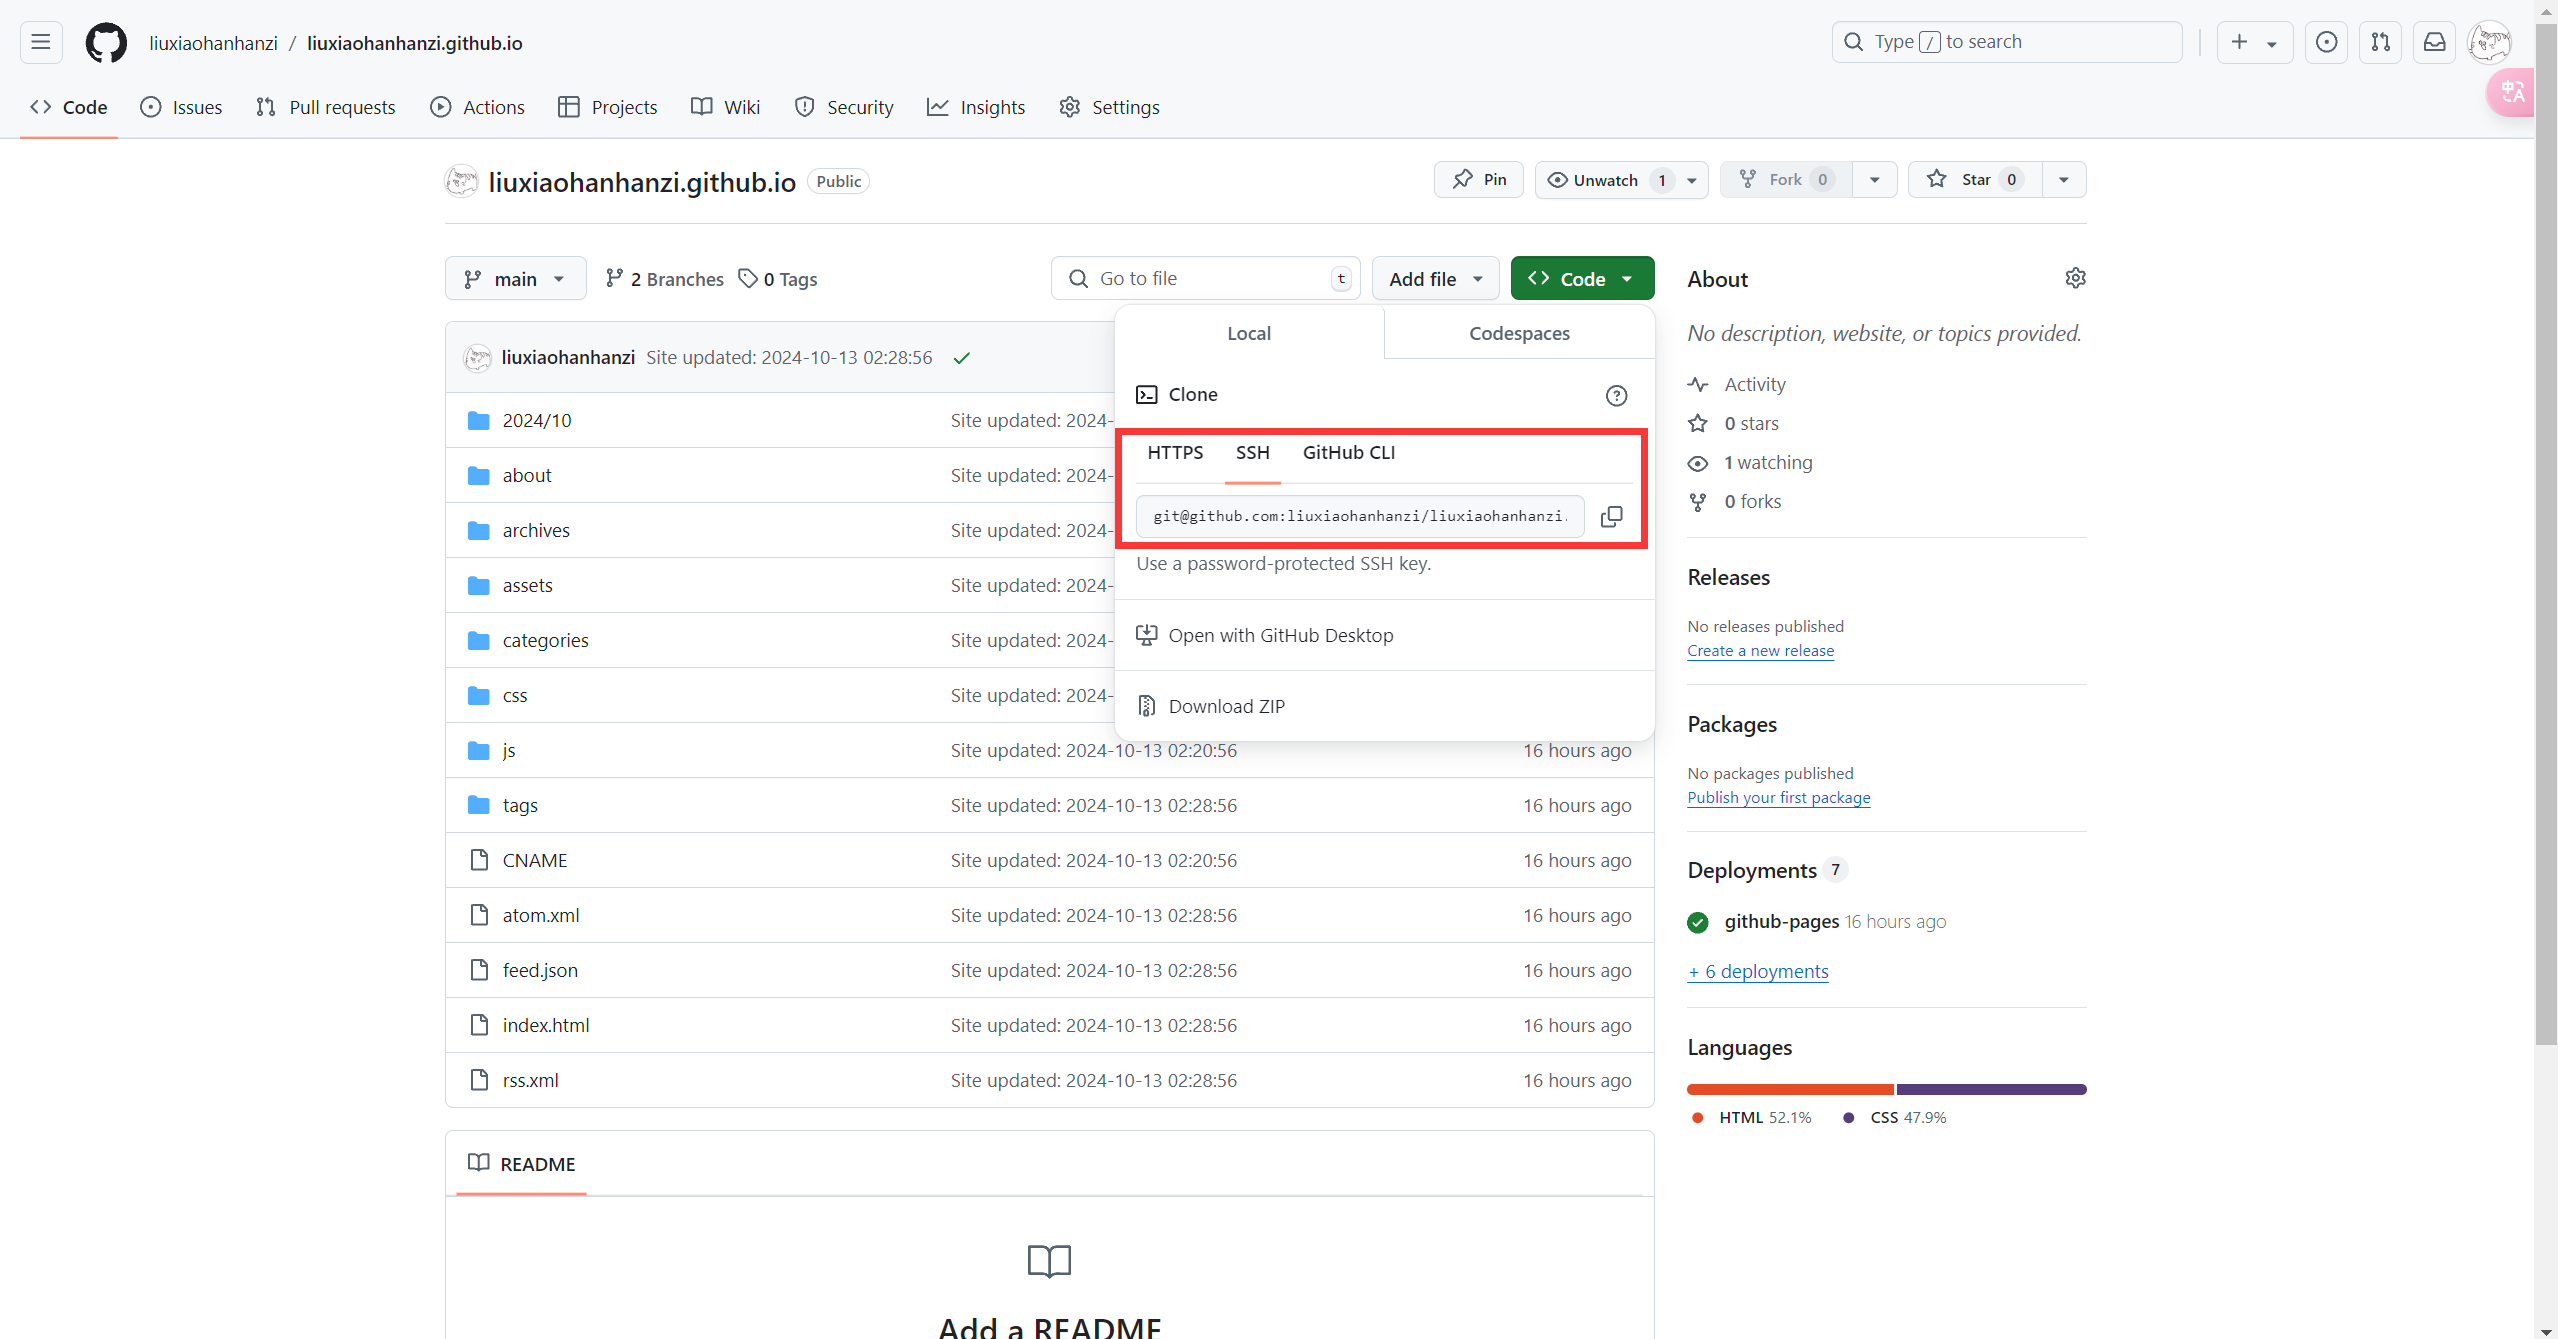 liuxiaohanhanzi / liuxiaohanhanzi.github.io
Type / to search
Code Issues Pull requests Actions Projects Wiki Security Insights Settings
中A
liuxiaohanhanzi.github.io Public
Pin Unwatch 1 Fork 0 Star 0
main 2 Branches 0 Tags
Go to file t Add file Code
Local Codespaces
Clone
HTTPS SSH GitHub CLI
git@github.com:liuxiaohanhanzi/liuxiaohanhanzi.
Use a password-protected SSH key.
Open with GitHub Desktop
Download ZIP
liuxiaohanhanzi Site updated: 2024-10-13 02:28:56
2024/10 Site updated: 2024-
about Site updated: 2024-
archives Site updated: 2024-
assets Site updated: 2024-
categories Site updated: 2024-
css Site updated: 2024-
js Site updated: 2024-10-13 02:20:56 16 hours ago
tags Site updated: 2024-10-13 02:28:56 16 hours ago
CNAME Site updated: 2024-10-13 02:20:56 16 hours ago
atom.xml Site updated: 2024-10-13 02:28:56 16 hours ago
feed.json Site updated: 2024-10-13 02:28:56 16 hours ago
index.html Site updated: 2024-10-13 02:28:56 16 hours ago
rss.xml Site updated: 2024-10-13 02:28:56 16 hours ago
README
Add a README
About
No description, website, or topics provided.
Activity
0 stars
1 watching
0 forks
Releases
No releases published
Create a new release
Packages
No packages published
Publish your first package
Deployments 7
github-pages 16 hours ago
+ 6 deployments
Languages
HTML 52.1% CSS 47.9%